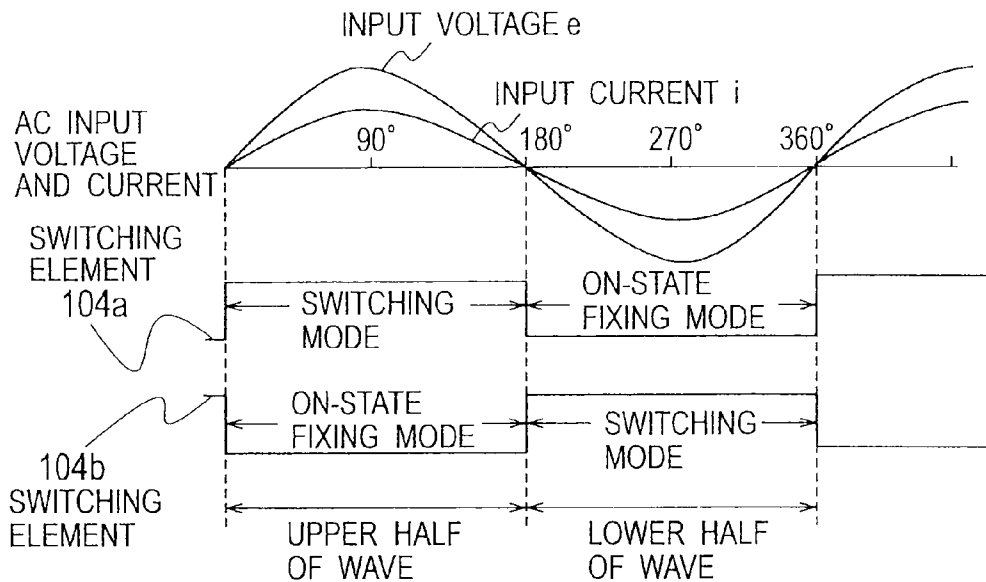 INPUT VOLTAGE e
INPUT CURRENT i
AC INPUT
VOLTAGE
AND CURRENT
90°
180°
270°
360°
SWITCHING
ELEMENT
104a
SWITCHING
MODE
ON-STATE
FIXING MODE
ON-STATE
FIXING MODE
SWITCHING
MODE
104b
SWITCHING
ELEMENT
UPPER HALF
OF WAVE
LOWER HALF
OF WAVE